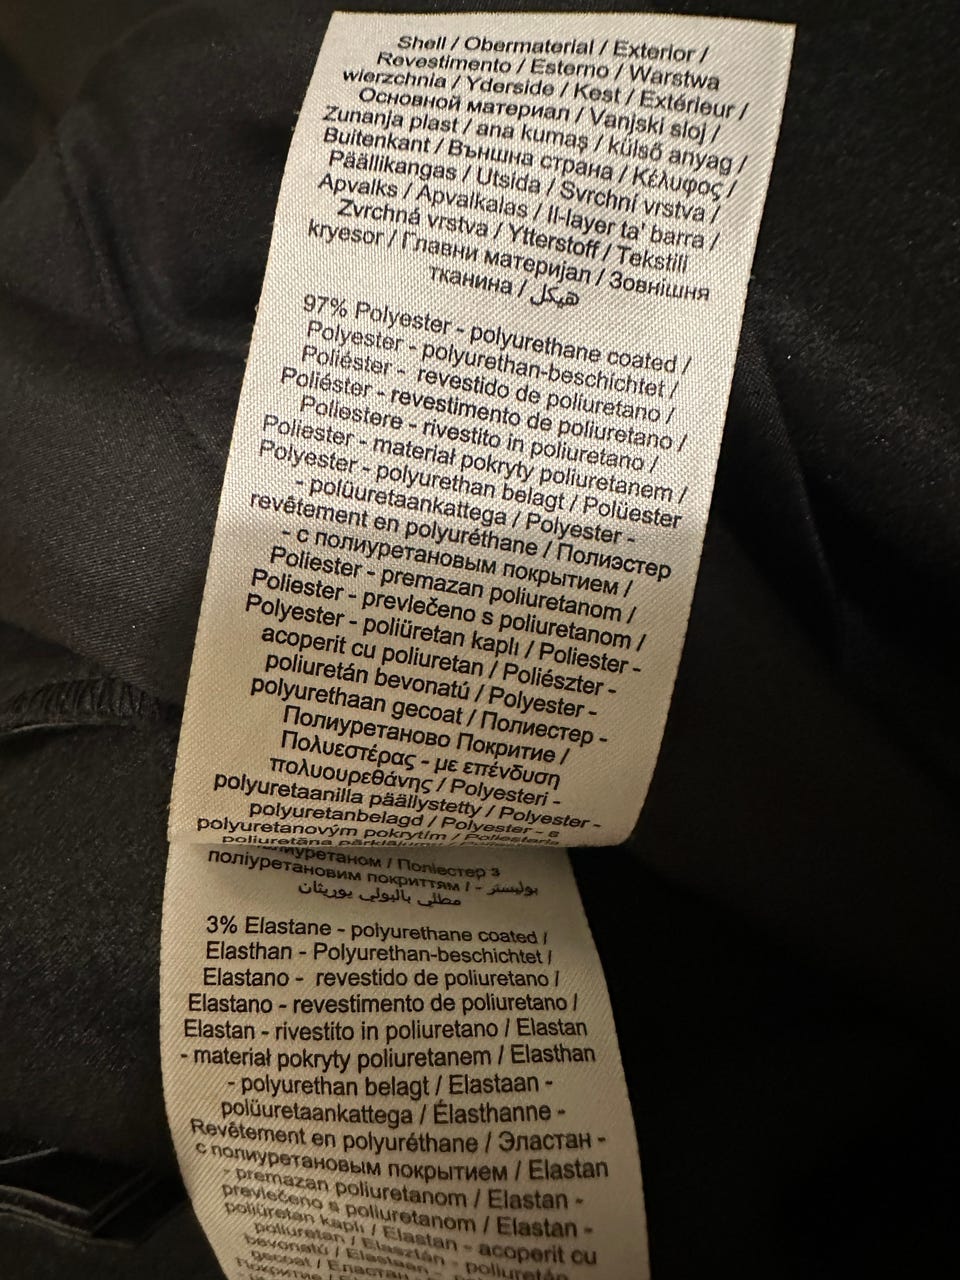 Shell / Obermaterial / Exterior /
Revestimento / Esterno / Warstwa
wierzchnia / Yderside / Kest / Extérieur /
Основной материал / Vanjski sloj /
Zunanja plast / ana kumaş / külső anyag /
Buitenkant / Външна страна / Κέλυφος /
Päällikangas / Utsida / Svrchní vrstva /
Apvalks / Apvalkalas / Il-layer ta' barra /
Zvrchná vrstva / Ytterstoff / Tekstili
kryesor / Главни материјал / Зовнішня
тканина / هيكل
97% Polyester - polyurethane coated /
Polyester - polyurethan-beschichtet /
Poliéster - revestido de poliuretano /
Poliéster - revestimento de poliuretano /
Poliestere - rivestito in poliuretano /
Poliester - materiał pokryty poliuretanem /
Polyester - polyurethan belagt / Polüester
- polüuretaankattega / Polyester -
revêtement en polyuréthane / Полиэстер
- с полиуретановым покрытием /
Poliester - premazan poliuretanom /
Poliester - prevlečeno s poliuretanom /
Polyester - poliüretan kaplı / Poliester -
acoperit cu poliuretan / Poliészter -
poliuretán bevonatú / Polyester -
polyurethaan gecoat / Полиестер -
Полиуретаново Покритие /
Πολυεστέρας - με επένδυση
πολυουρεθάνης / Polyesteri -
polyuretaanilla päällystetty / Polyester -
polyuretanbelagd / Polyester - s
polyuretanovým pokrytím / Poliesteris
poliuretāna pārklājumu /
/ Поліестер з
поліуретановим покриттям / - بوليستر
مطلي بالبولي يوريثان
3% Elastane - polyurethane coated /
Elasthan - Polyurethan-beschichtet /
Elastano - revestido de poliuretano /
Elastano - revestimento de poliuretano /
Elastan - rivestito in poliuretano / Elastan
- materiał pokryty poliuretanem / Elasthan
- polyurethan belagt / Elastaan -
polüuretaankattega / Élasthanne -
Revêtement en polyuréthane / Эластан -
с полиуретановым покрытием / Elastan
- premazan poliuretanom / Elastan -
prevlečeno s poliuretanom / Elastan -
poliüretan kaplı / Elastan - acoperit cu
poliuretan / Elasztán - poliuretán
bevonatú / Elastaan -
gecoat / Еластан -
Покритие /